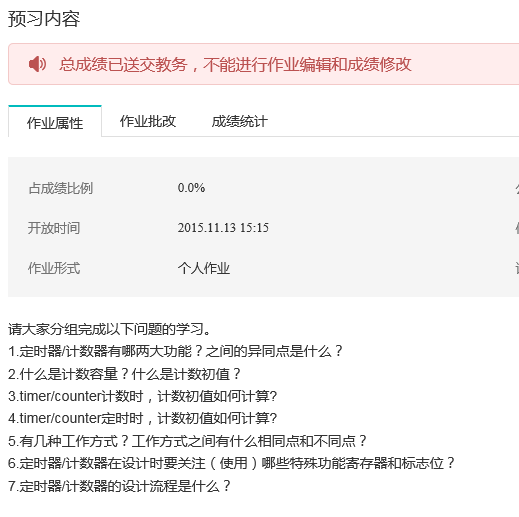 预习内容
总成绩已送交教务，不能进行作业编辑和成绩修改
作业属性 作业批改 成绩统计
占成绩比例 0.0%
开放时间 2015.11.13 15:15
作业形式 个人作业
请大家分组完成以下问题的学习。
1.定时器/计数器有哪两大功能？之间的异同点是什么？
2.什么是计数容量？什么是计数初值？
3.timer/counter计数时，计数初值如何计算?
4.timer/counter定时时，计数初值如何计算?
5.有几种工作方式？工作方式之间有什么相同点和不同点？
6.定时器/计数器在设计时要关注（使用）哪些特殊功能寄存器和标志位？
7.定时器/计数器的设计流程是什么？